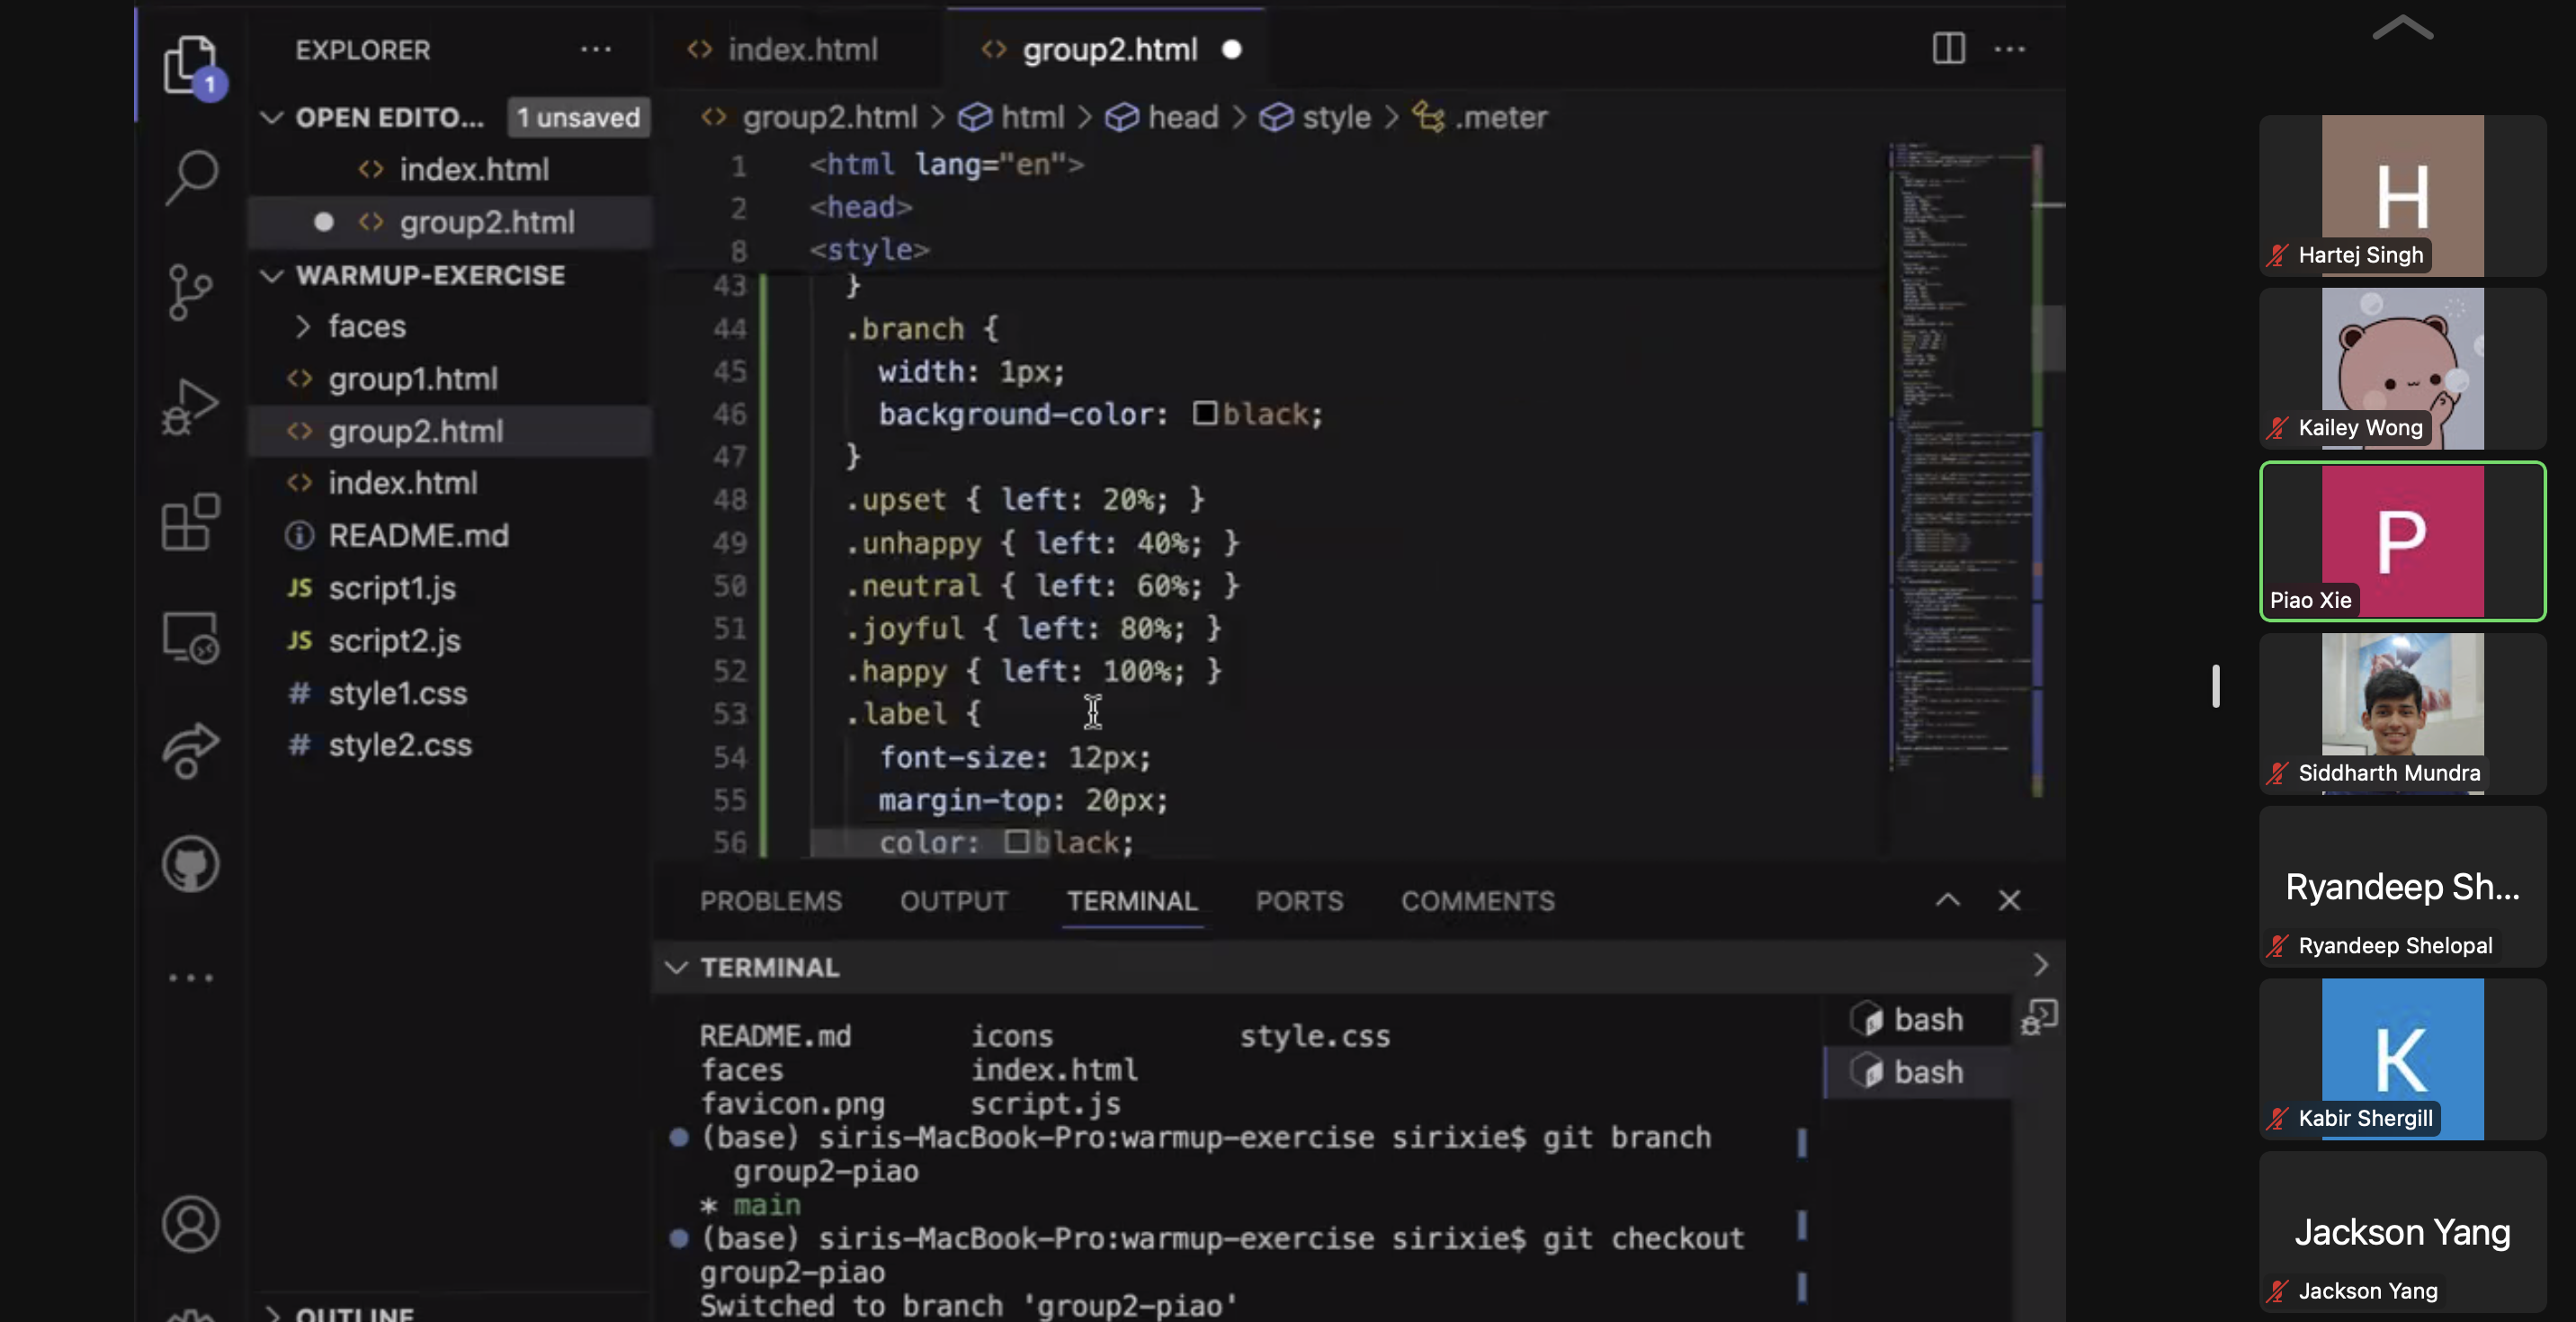 EXPLORER
OPEN EDITO... 1 unsaved
index.html
group2.html
WARMUP-EXERCISE
faces
group1.html
group2.html
index.html
README.md
JS script1.js
JS script2.js
# style1.css
# style2.css
OUTLINE
1
index.html
group2.html
group2.html > html > head > style > .meter
1 <html lang="en">
2 <head>
8 <style>
43 }
44 .branch {
45 width: 1px;
46 background-color: black;
47 }
48 .upset { left: 20%; }
49 .unhappy { left: 40%; }
50 .neutral { left: 60%; }
51 .joyful { left: 80%; }
52 .happy { left: 100%; }
53 .label {
54 font-size: 12px;
55 margin-top: 20px;
56 color: black;
PROBLEMS OUTPUT TERMINAL PORTS COMMENTS
TERMINAL
README.md icons style.css
faces index.html
favicon.png script.js
(base) siris-MacBook-Pro:warmup-exercise sirixie$ git branch
group2-piao
* main
(base) siris-MacBook-Pro:warmup-exercise sirixie$ git checkout
group2-piao
Switched to branch 'group2-piao'
bash
bash
H
Hartej Singh
Kailey Wong
P
Piao Xie
Siddharth Mundra
Ryandeep Sh...
Ryandeep Shelopal
K
Kabir Shergill
Jackson Yang
Jackson Yang